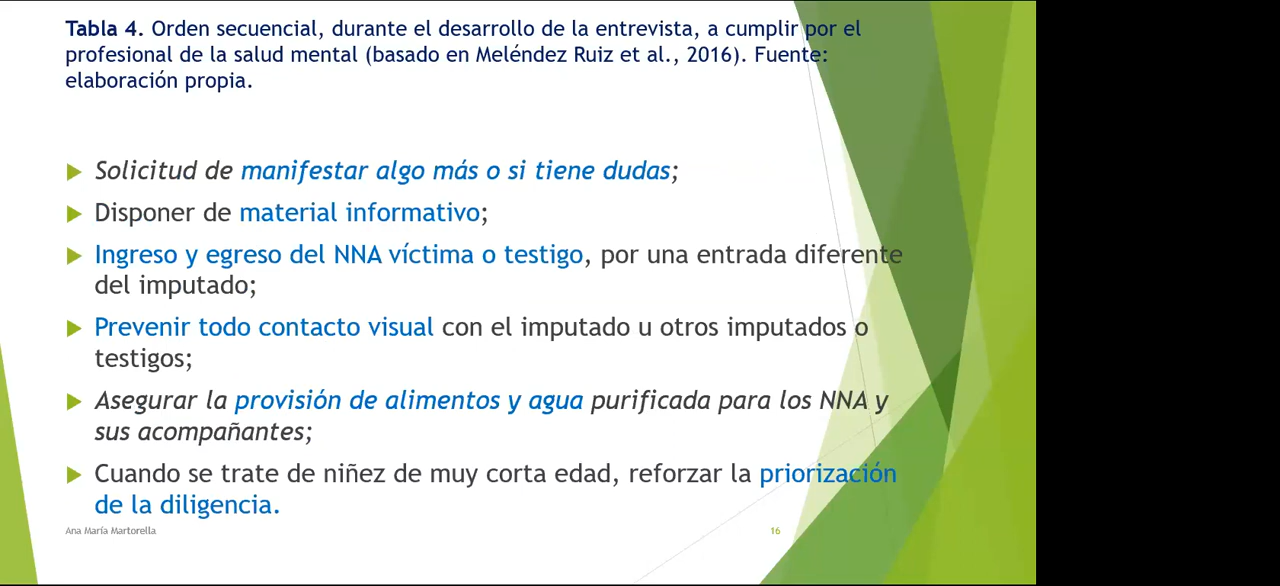 Tabla 4. Orden secuencial, durante el desarrollo de la entrevista, a cumplir por el
profesional de la salud mental (basado en Meléndez Ruiz et al., 2016). Fuente:
elaboración propia.
Solicitud de manifestar algo más o si tiene dudas;
Disponer de material informativo;
Ingreso y egreso del NNA víctima o testigo, por una entrada diferente
del imputado;
Prevenir todo contacto visual con el imputado u otros imputados o
testigos;
Asegurar la provisión de alimentos y agua purificada para los NNA y
sus acompañantes;
Cuando se trate de niñez de muy corta edad, reforzar la priorización
de la diligencia.
Ana María Martorella
16